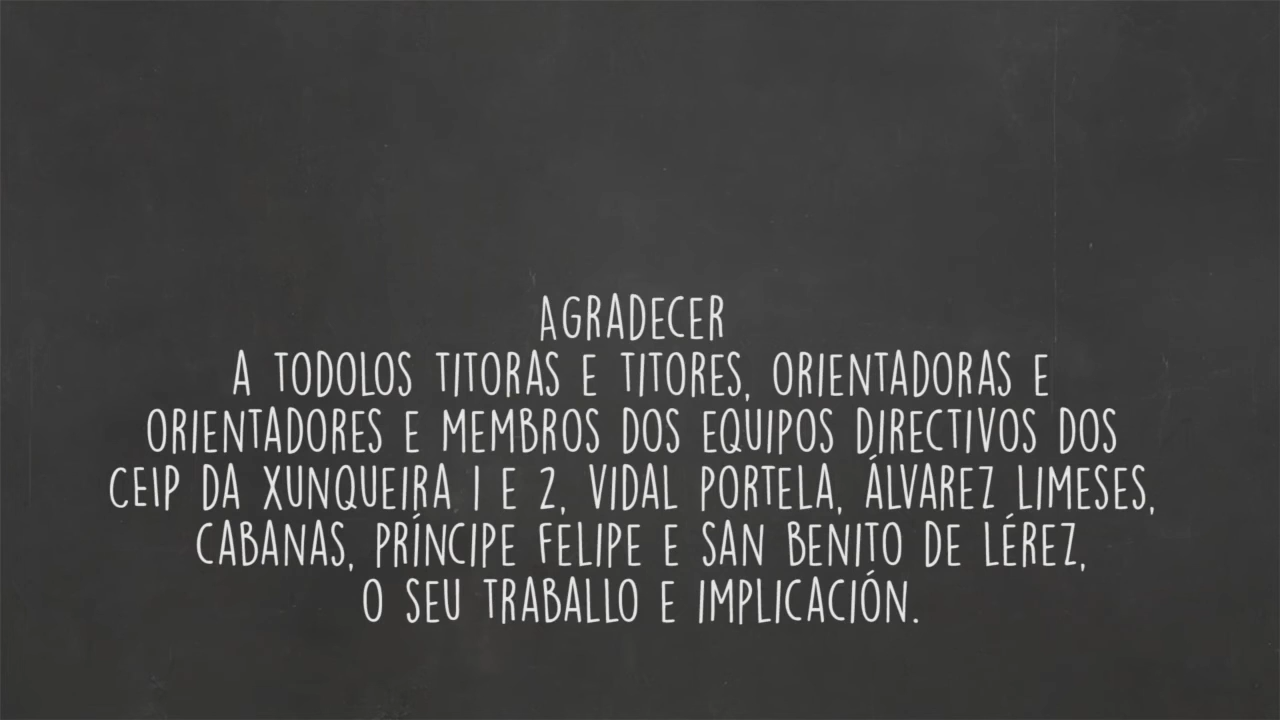 AGRADECER
A TODOLOS TITORAS E TITORES, ORIENTADORAS E
ORIENTADORES E MEMBROS DOS EQUIPOS DIRECTIVOS DOS
CEIP DA XUNQUEIRA 1 E 2, VIDAL PORTELA, ÁLVAREZ LIMESES,
CABANAS, PRÍNCIPE FELIPE E SAN BENITO DE LÉREZ,
O SEU TRABALLO E IMPLICACIÓN.